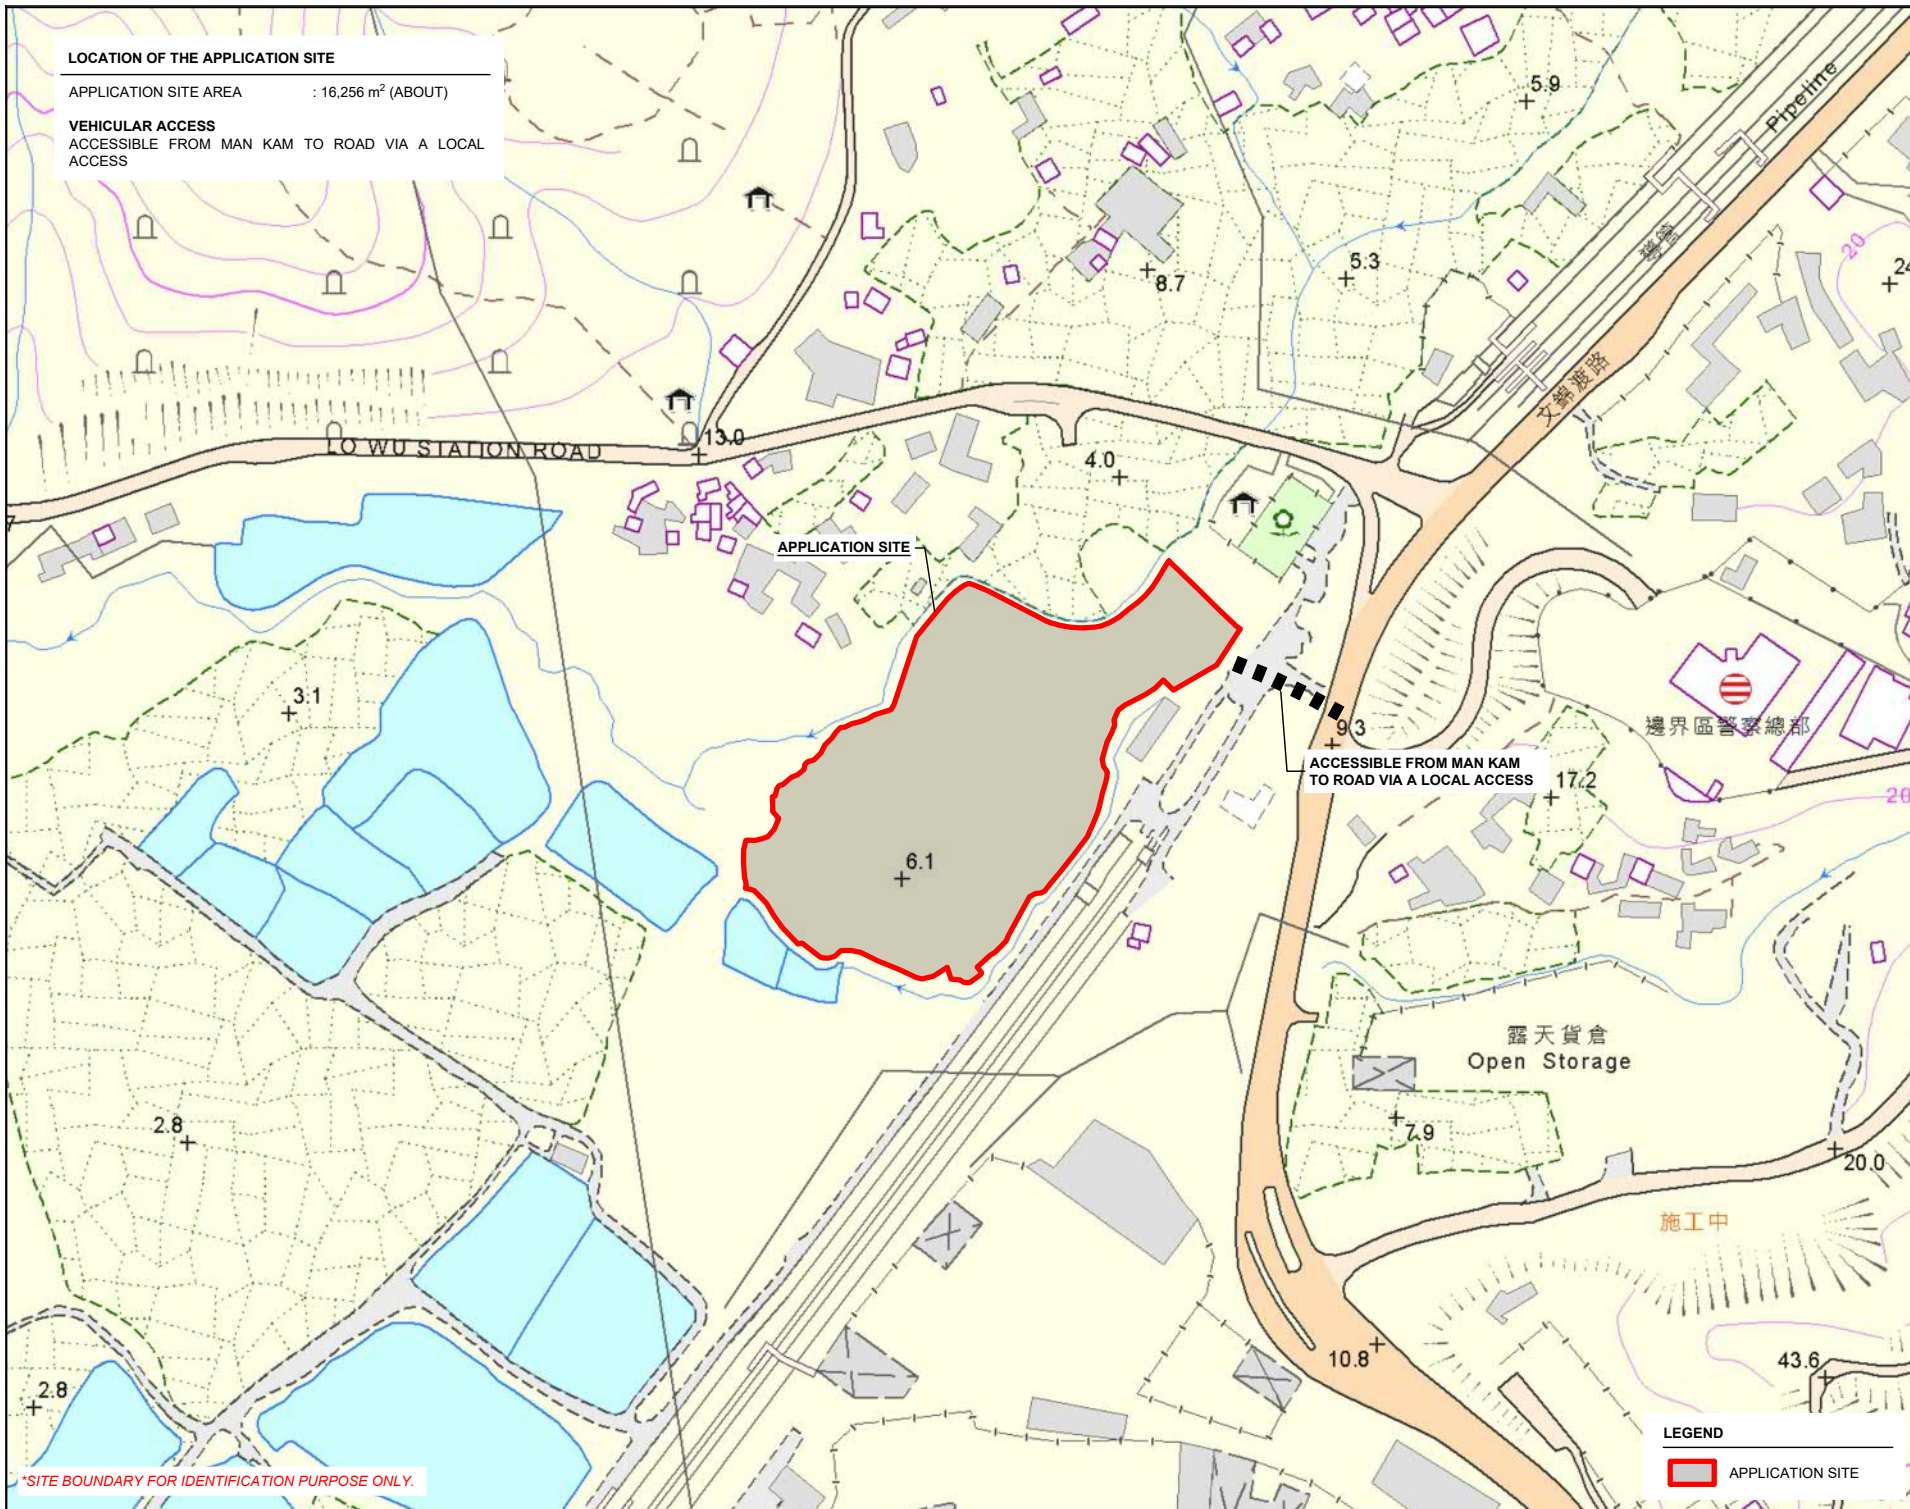 LOCATION OF THE APPLICATION SITE
APPLICATION SITE AREA : 16,256 m² (ABOUT)
VEHICULAR ACCESS
ACCESSIBLE FROM MAN KAM TO ROAD VIA A LOCAL
ACCESS
5.9
Pipeline
導管
20
24
8.7
5.3
文錦渡路
LO WU STATION ROAD
13.0
4.0
7
APPLICATION SITE
3.1
9.3
邊界區警察總部
ACCESSIBLE FROM MAN KAM
TO ROAD VIA A LOCAL ACCESS
17.2
20
6.1
露天貨倉
Open Storage
2.8
7.9
20.0
施工中
10.8
43.6
2.8
LEGEND
APPLICATION SITE
*SITE BOUNDARY FOR IDENTIFICATION PURPOSE ONLY.